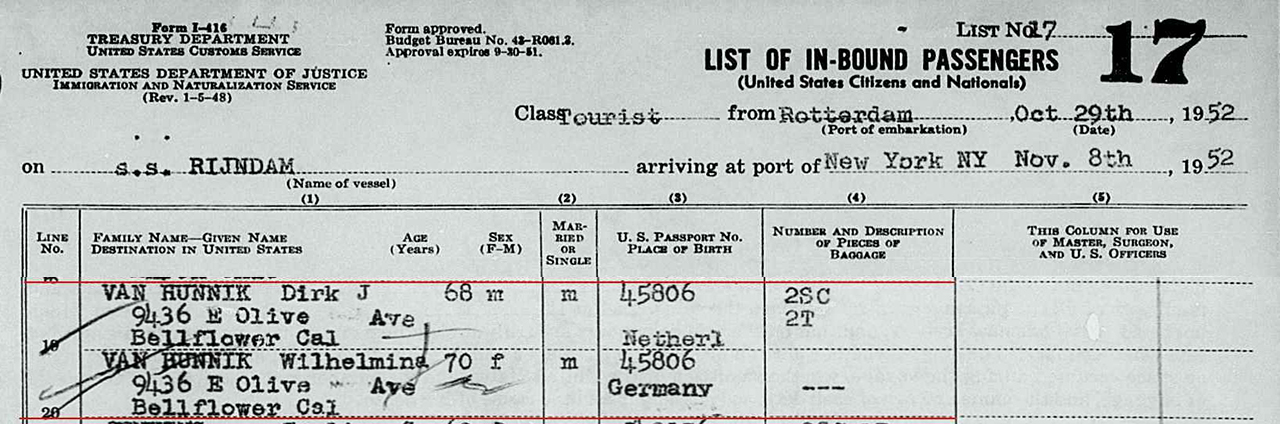 Form I-416
TREASURY DEPARTMENT
UNITED STATES CUSTOMS SERVICE
UNITED STATES DEPARTMENT OF JUSTICE
IMMIGRATION AND NATURALIZATION SERVICE
(Rev. 1-5-48)
Form approved.
Budget Bureau No. 43-R061.3.
Approval expires 9-30-51.
LIST No. 17
17
LIST OF IN-BOUND PASSENGERS
(United States Citizens and Nationals)
Class Tourist from Rotterdam, Oct 29th, 1952
(Port of embarkation) (Date)
on s.s. RIJNDAM arriving at port of New York NY Nov. 8th, 1952
(Name of vessel)
(1) (2) (3) (4) (5)
LINE No. FAMILY NAME—GIVEN NAME DESTINATION IN UNITED STATES AGE (Years) SEX (F-M) MARRIED OR SINGLE U. S. PASSPORT No. PLACE OF BIRTH NUMBER AND DESCRIPTION OF PIECES OF BAGGAGE THIS COLUMN FOR USE OF MASTER, SURGEON, AND U. S. OFFICERS
VAN HUNNIK Dirk J 68 m m 45806 2SC
9436 E Olive Ave 2T
19 Bellflower Cal Netherl
VAN HUNNIK Wilhelmina 70 f m 45806
9436 E Olive Ave Germany ---
20 Bellflower Cal